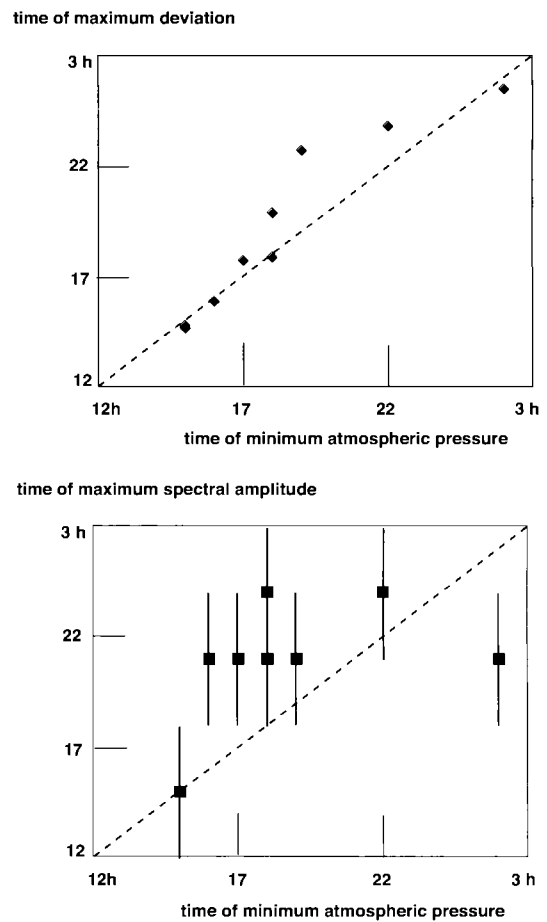 time of maximum deviation
3 h
22
17
12
12h 17 22 3 h
time of minimum atmospheric pressure
time of maximum spectral amplitude
3 h
22
17
12
12h 17 22 3 h
time of minimum atmospheric pressure